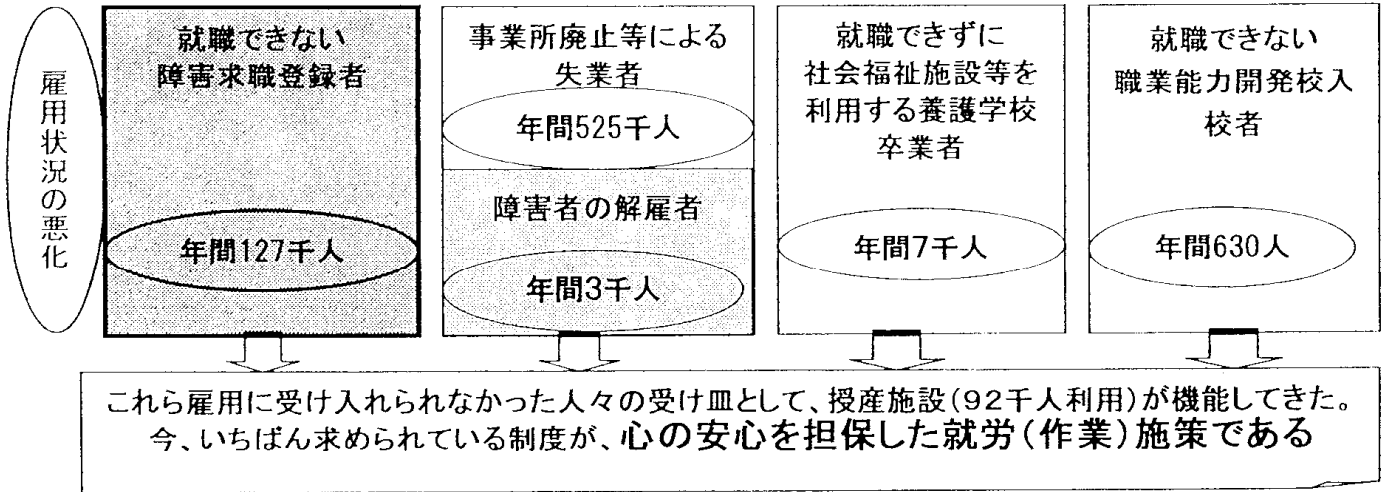 雇用状況の悪化
就職できない
障害求職登録者
年間127千人
事業所廃止等による
失業者
年間525千人
障害者の解雇者
年間3千人
就職できずに
社会福祉施設等を
利用する養護学校
卒業者
年間7千人
就職できない
職業能力開発校入
校者
年間630人
これら雇用に受け入れられなかった人々の受け皿として、授産施設(92千人利用)が機能してきた。
今、いちばん求められている制度が、心の安心を担保した就労(作業)施策である